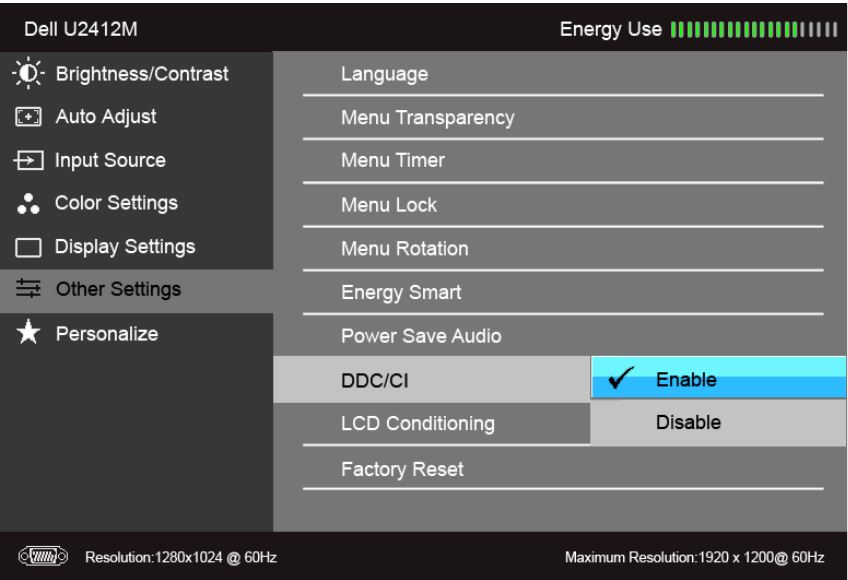 Dell U2412M
Energy Use
Brightness/Contrast
Auto Adjust
Input Source
Color Settings
Display Settings
Other Settings
Personalize
Language
Menu Transparency
Menu Timer
Menu Lock
Menu Rotation
Energy Smart
Power Save Audio
DDC/CI
Enable
Disable
LCD Conditioning
Factory Reset
Resolution:1280x1024 @ 60Hz
Maximum Resolution:1920 x 1200@ 60Hz